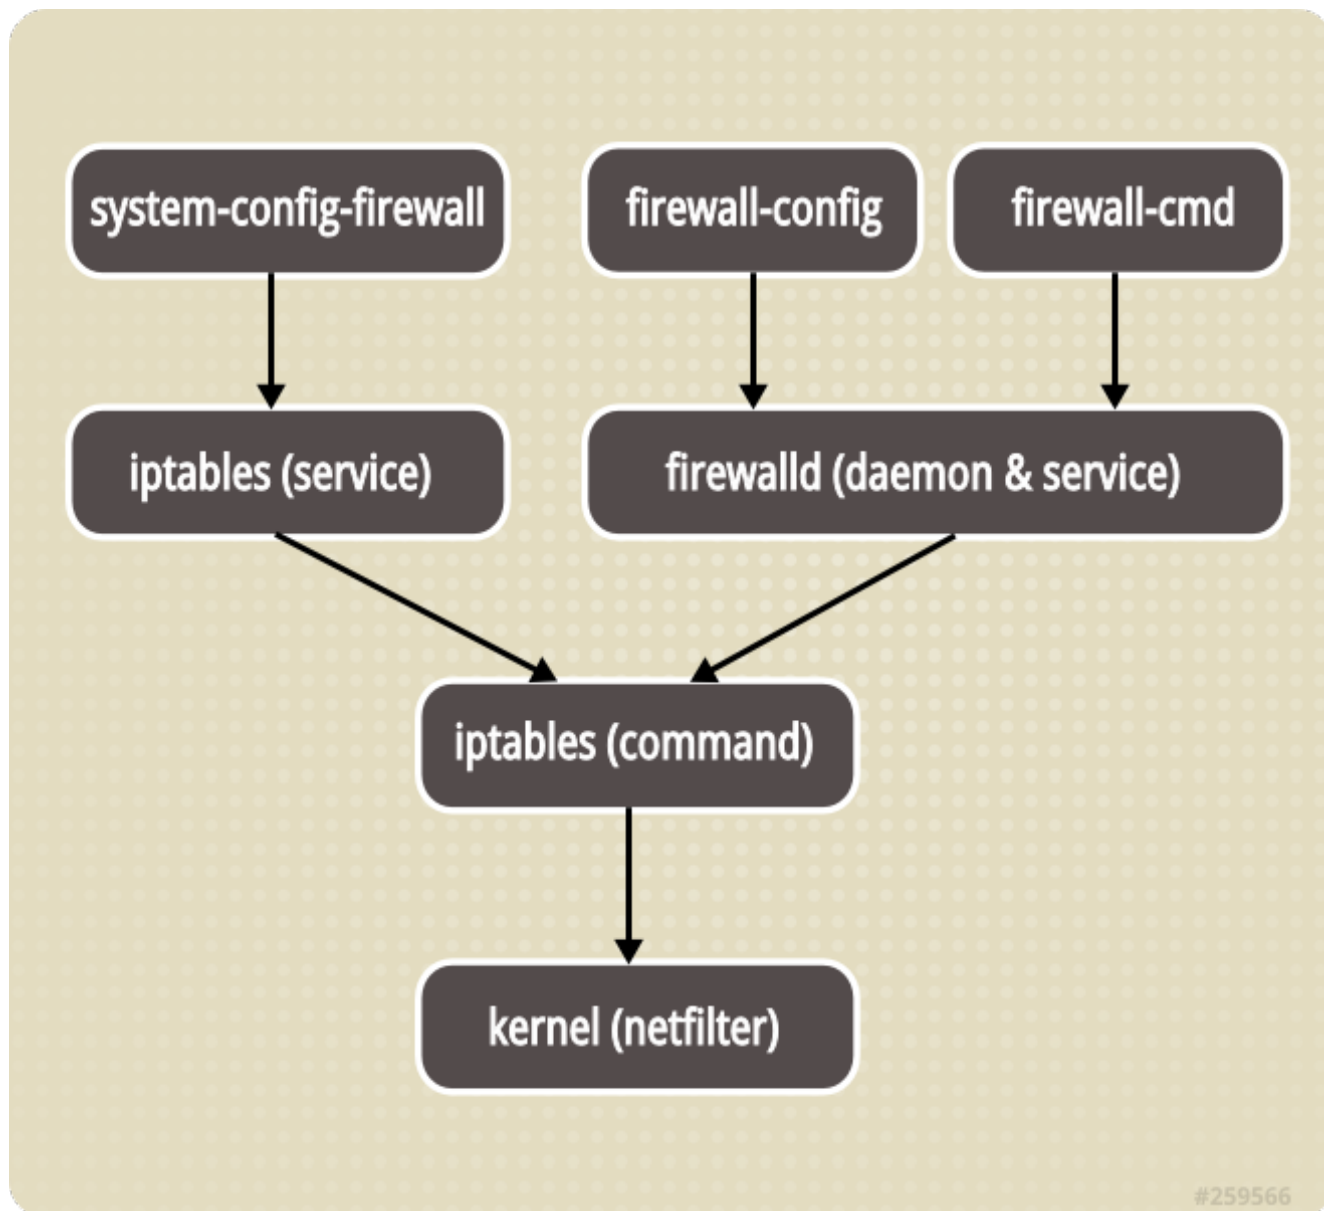 system-config-firewall
firewall-config
firewall-cmd
iptables (service)
firewalld (daemon & service)
iptables (command)
kernel (netfilter)
#259566